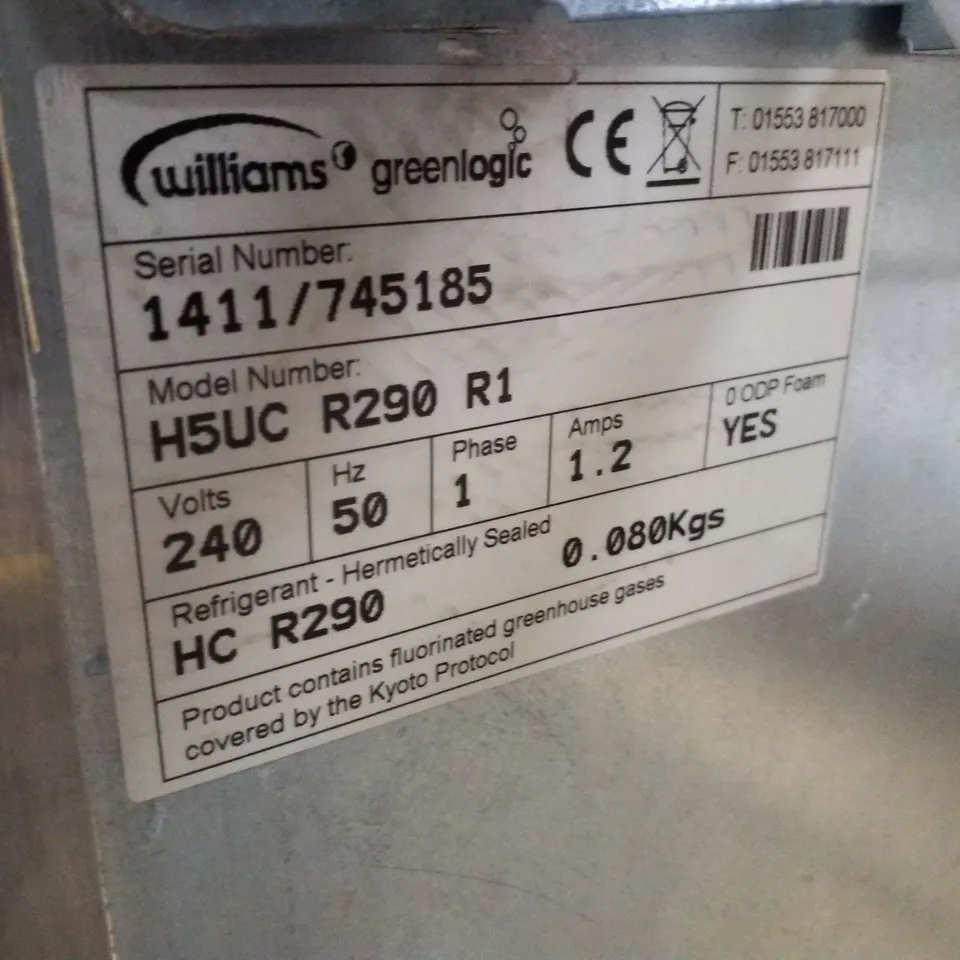 williams greenlogic CE
T: 01553 817000
F: 01553 817111
Serial Number:
1411/745185
Model Number:
H5UC R290 R1
Volts
240
Hz
50
Phase
1
Amps
1.2
0 ODP Foam
YES
Refrigerant - Hermetically Sealed
HC R290 0.080Kgs
Product contains fluorinated greenhouse gases
covered by the Kyoto Protocol